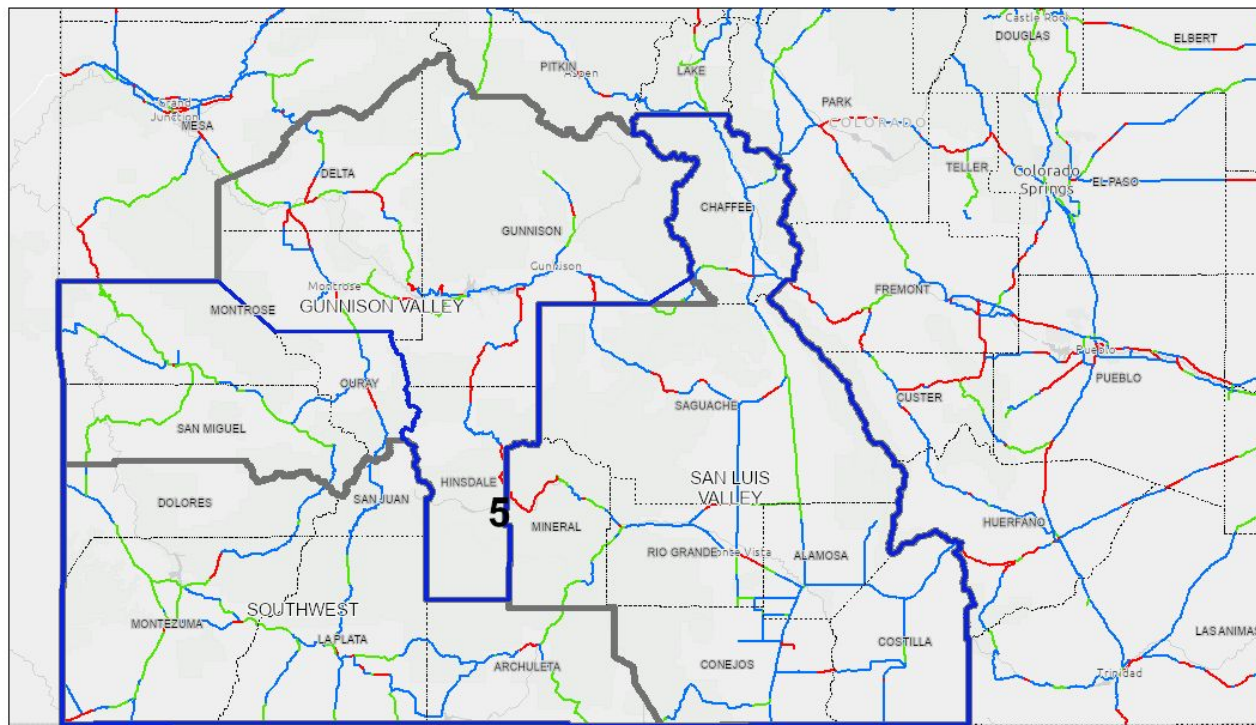 Castle Rock
DOUGLAS
ELBERT
PITKIN
Aspen
LAKE
PARK
COLORADO
Grand
Junction
MESA
TELLER
Colorado
Springs
EL PASO
DELTA
CHAFFEE
GUNNISON
Gunnison
Montrose
GUNNISON VALLEY
MONTROSE
FREMONT
Pueblo
PUEBLO
OURAY
CUSTER
SAGUACHE
SAN MIGUEL
SAN LUIS
VALLEY
HINSDALE
DOLORES
SAN JUAN
5
MINERAL
HUERFANO
RIO GRANDE
onte Vista
ALAMOSA
SOUTHWEST
MONTEZUMA
LA PLATA
LAS ANIMAS
COSTILLA
ARCHULETA
CONEJOS
Trinidad